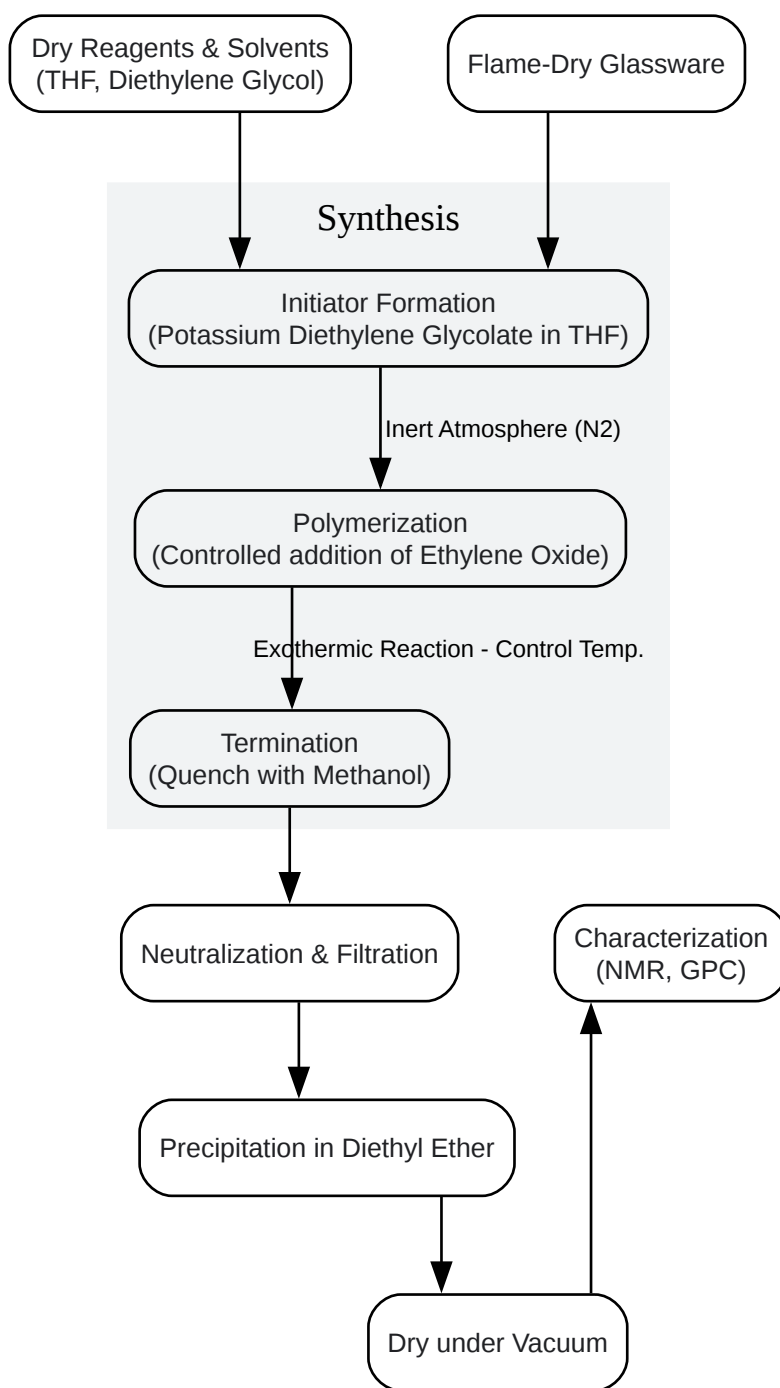 Dry Reagents & Solvents
(THF, Diethylene Glycol)
Flame-Dry Glassware
Synthesis
Initiator Formation
(Potassium Diethylene Glycolate in THF)
Inert Atmosphere (N2)
Polymerization
(Controlled addition of Ethylene Oxide)
Exothermic Reaction - Control Temp.
Termination
(Quench with Methanol)
Neutralization & Filtration
Characterization
(NMR, GPC)
Precipitation in Diethyl Ether
Dry under Vacuum